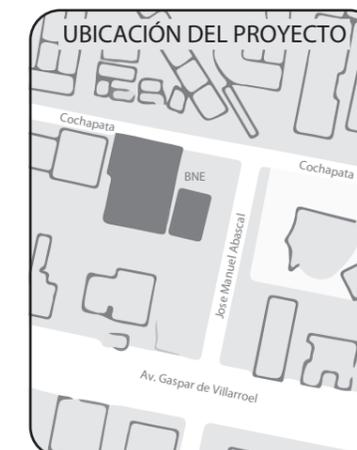 UBICACIÓN DEL PROYECTO
Cochapata
BNE
Cochapata
Jose Manuel Abascal
Av. Gaspar de Villarroel